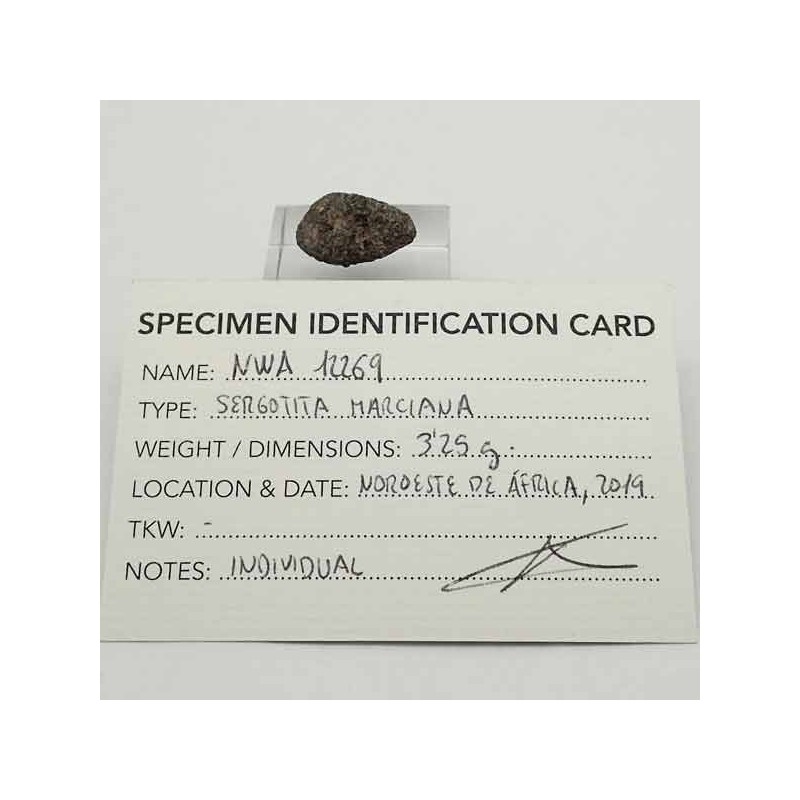 SPECIMEN IDENTIFICATION CARD
NAME: NWA 12269
TYPE: SERGOTITA MARCIANA
WEIGHT / DIMENSIONS: 3'25 g.
LOCATION & DATE: NOROESTE DE ÁFRICA, 2019
TKW: -
NOTES: INDIVIDUAL